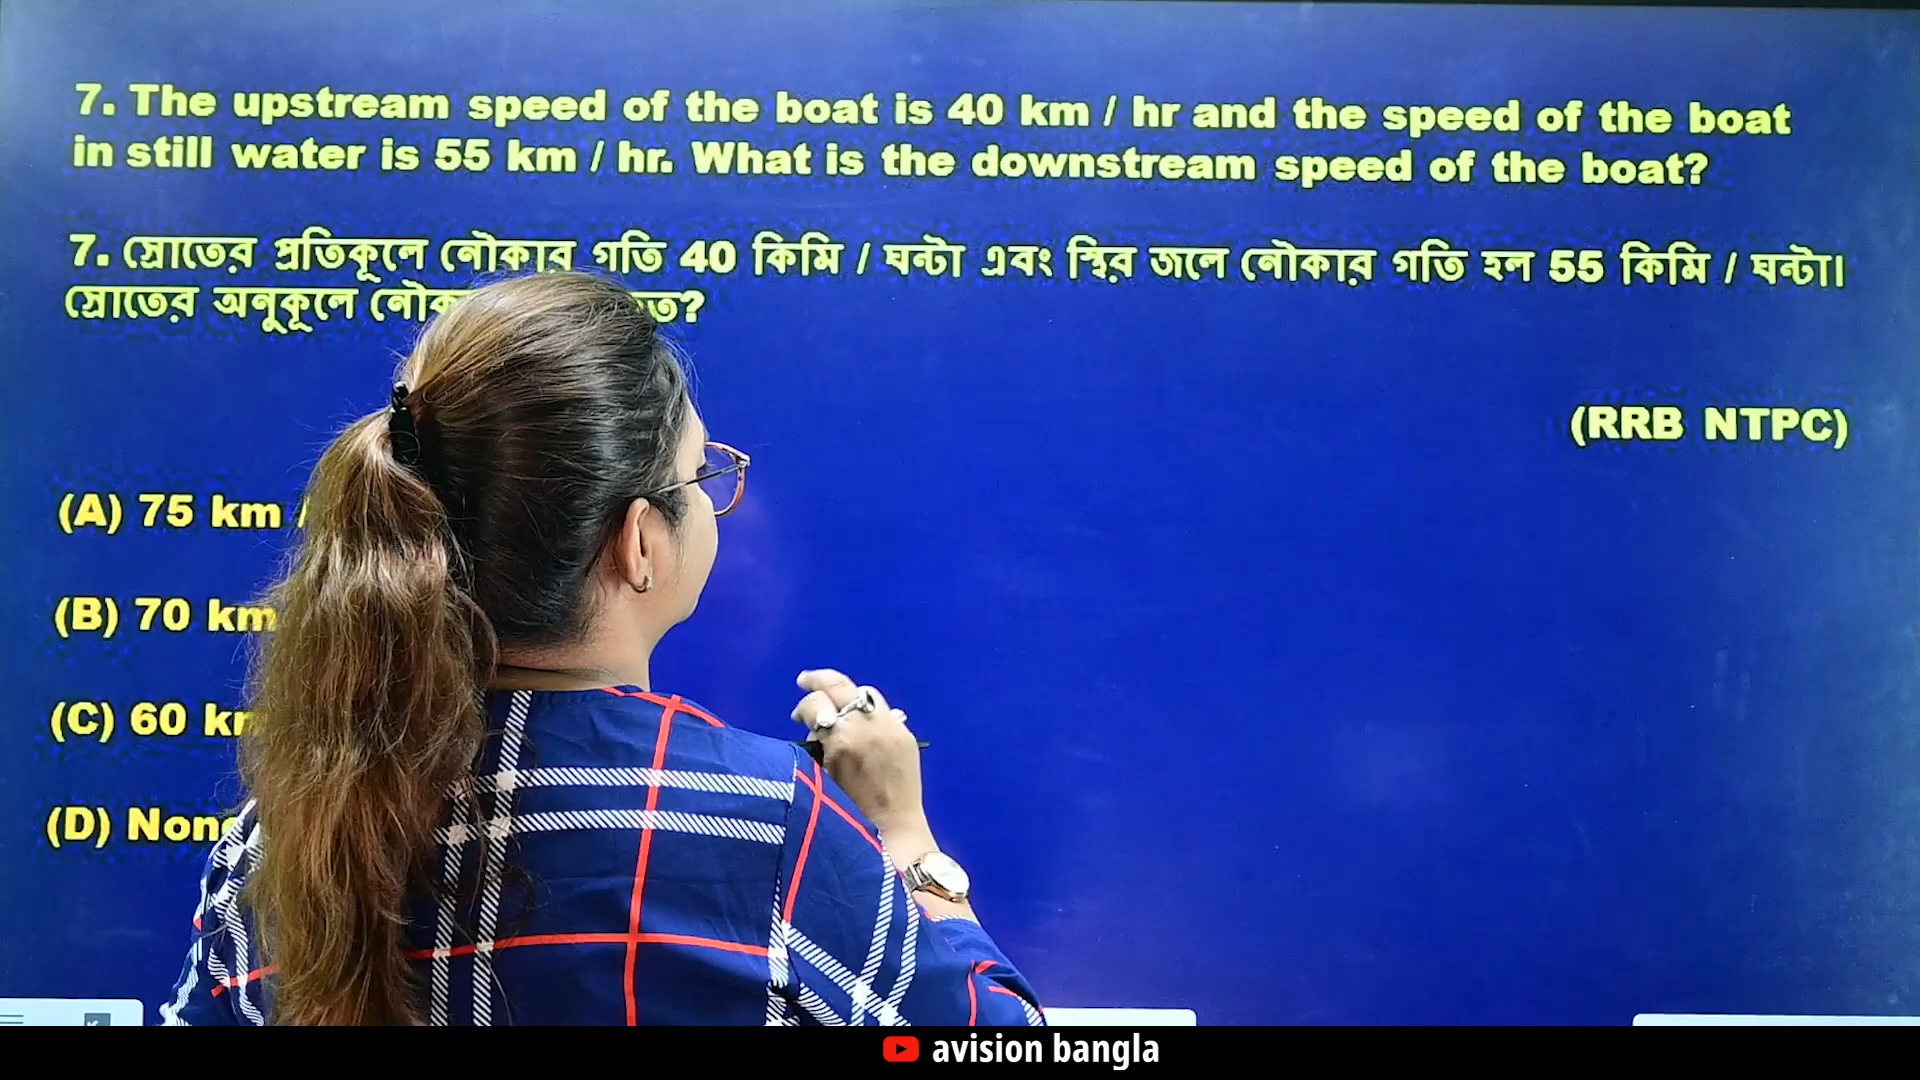 7. The upstream speed of the boat is 40 km / hr and the speed of the boat
in still water is 55 km / hr. What is the downstream speed of the boat?
7. স্রোতের প্রতিকূলে নৌকার গতি 40 কিমি / ঘন্টা এবং স্থির জলে নৌকার গতি হল 55 কিমি / ঘন্টা।
স্রোতের অনুকূলে
(RRB NTPC)
(A) 75 km /
(B) 70 km
(C) 60
(D)
avision bangla